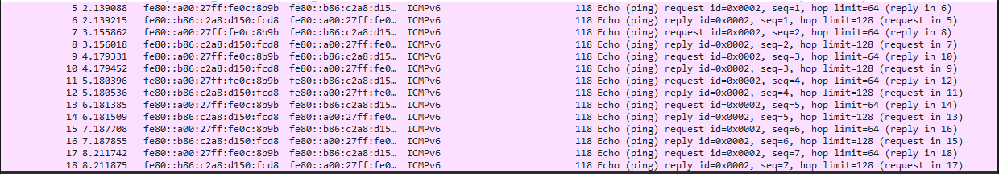 5 2.139088 fe80::a00:27ff:fe0c:8b9b fe80::b86:c2a8:d15… ICMPv6 118 Echo (ping) request id=0x0002, seq=1, hop limit=64 (reply in 6)
6 2.139215 fe80::b86:c2a8:d150:fcd8 fe80::a00:27ff:fe0… ICMPv6 118 Echo (ping) reply id=0x0002, seq=1, hop limit=128 (request in 5)
7 3.155862 fe80::a00:27ff:fe0c:8b9b fe80::b86:c2a8:d15… ICMPv6 118 Echo (ping) request id=0x0002, seq=2, hop limit=64 (reply in 8)
8 3.156018 fe80::b86:c2a8:d150:fcd8 fe80::a00:27ff:fe0… ICMPv6 118 Echo (ping) reply id=0x0002, seq=2, hop limit=128 (request in 7)
9 4.179331 fe80::a00:27ff:fe0c:8b9b fe80::b86:c2a8:d15… ICMPv6 118 Echo (ping) request id=0x0002, seq=3, hop limit=64 (reply in 10)
10 4.179452 fe80::b86:c2a8:d150:fcd8 fe80::a00:27ff:fe0… ICMPv6 118 Echo (ping) reply id=0x0002, seq=3, hop limit=128 (request in 9)
11 5.180396 fe80::a00:27ff:fe0c:8b9b fe80::b86:c2a8:d15… ICMPv6 118 Echo (ping) request id=0x0002, seq=4, hop limit=64 (reply in 12)
12 5.180536 fe80::b86:c2a8:d150:fcd8 fe80::a00:27ff:fe0… ICMPv6 118 Echo (ping) reply id=0x0002, seq=4, hop limit=128 (request in 11)
13 6.181385 fe80::a00:27ff:fe0c:8b9b fe80::b86:c2a8:d15… ICMPv6 118 Echo (ping) request id=0x0002, seq=5, hop limit=64 (reply in 14)
14 6.181509 fe80::b86:c2a8:d150:fcd8 fe80::a00:27ff:fe0… ICMPv6 118 Echo (ping) reply id=0x0002, seq=5, hop limit=128 (request in 13)
15 7.187708 fe80::a00:27ff:fe0c:8b9b fe80::b86:c2a8:d15… ICMPv6 118 Echo (ping) request id=0x0002, seq=6, hop limit=64 (reply in 16)
16 7.187855 fe80::b86:c2a8:d150:fcd8 fe80::a00:27ff:fe0… ICMPv6 118 Echo (ping) reply id=0x0002, seq=6, hop limit=128 (request in 15)
17 8.211742 fe80::a00:27ff:fe0c:8b9b fe80::b86:c2a8:d15… ICMPv6 118 Echo (ping) request id=0x0002, seq=7, hop limit=64 (reply in 18)
18 8.211875 fe80::b86:c2a8:d150:fcd8 fe80::a00:27ff:fe0… ICMPv6 118 Echo (ping) reply id=0x0002, seq=7, hop limit=128 (request in 17)